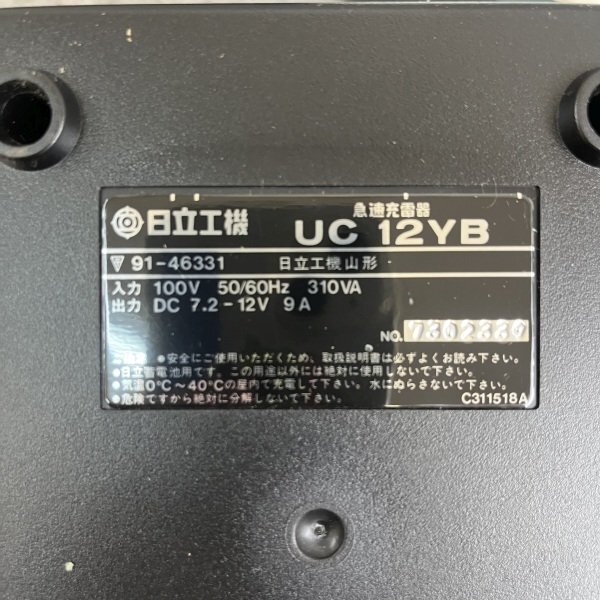 日立工機
急速充電器
UC 12YB
▽ 91-46331 日立工機山形
入力 100V 50/60Hz 310VA
出力 DC 7.2-12V 9A
NO. 7302339
●安全にご使用いただくため、取扱説明書は必ずよくお読み下さい。
●日立蓄電池用です。この用途以外には絶対に使用しないで下さい。
●気温0℃～40℃の屋内で充電して下さい。水にぬらさないで下さい。
●危険ですから絶対に分解しないで下さい。 C311518A